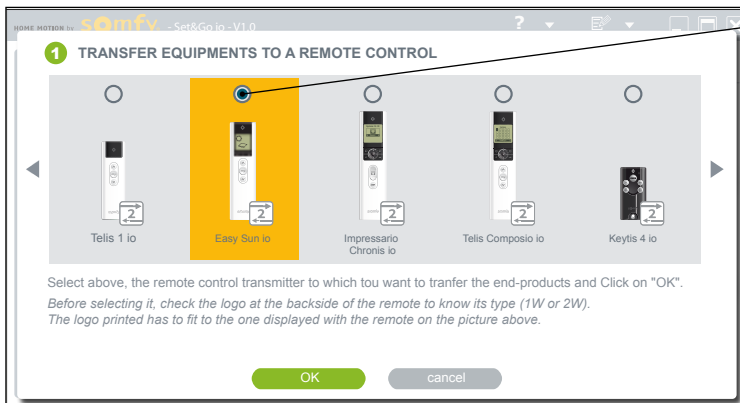 HOME MOTION by somfy. - Set&Go io - V1.0 ?
1 TRANSFER EQUIPMENTS TO A REMOTE CONTROL
2 2 2 2 2
Telis 1 io Easy Sun io Impressario Telis Composio io Keytis 4 io
Chronis io
Select above, the remote control transmitter to which tou want to tranfer the end-products and Click on "OK".
Before selecting it, check the logo at the backside of the remote to know its type (1W or 2W).
The logo printed has to fit to the one displayed with the remote on the picture above.
OK cancel